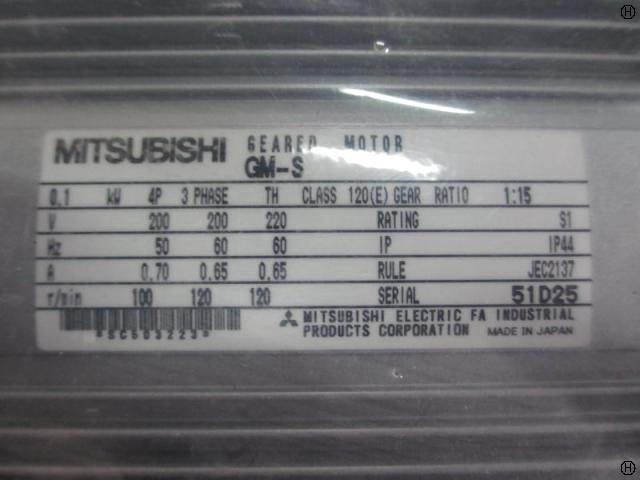 MITSUBISHI GEARED MOTOR
GM-S
0.1 kW 4P 3 PHASE TH CLASS 120(E) GEAR RATIO 1:15
V 200 200 220 RATING S1
Hz 50 60 60 IP IP44
A 0.70 0.65 0.65 RULE JEC2137
r/min 100 120 120 SERIAL 51D25
*SC603223*
MITSUBISHI ELECTRIC FA INDUSTRIAL
PRODUCTS CORPORATION MADE IN JAPAN
H
H